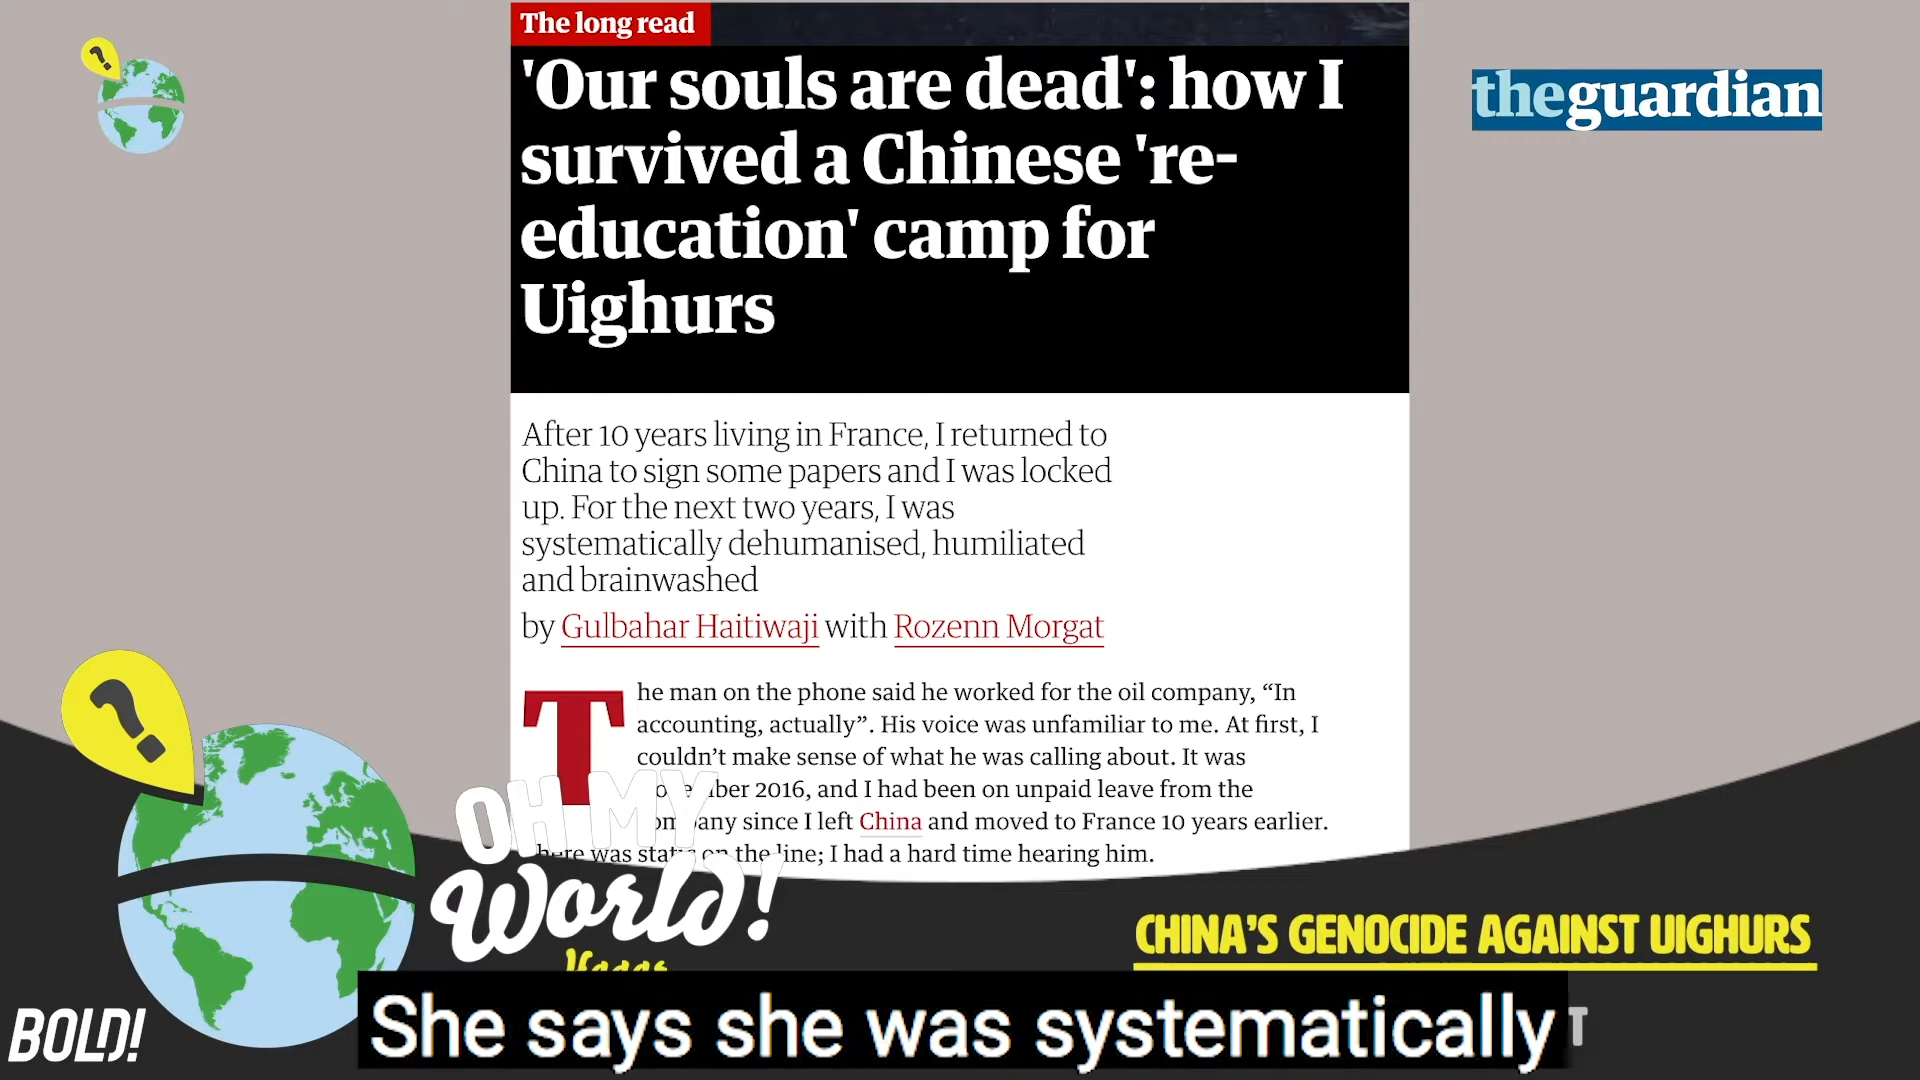 The long read
'Our souls are dead': how I
survived a Chinese 're-
education' camp for
Uighurs
theguardian
After 10 years living in France, I returned to
China to sign some papers and I was locked
up. For the next two years, I was
systematically dehumanised, humiliated
and brainwashed
by Gulbahar Haitiwaji with Rozenn Morgat
The man on the phone said he worked for the oil company, “In
accounting, actually”. His voice was unfamiliar to me. At first, I
couldn’t make sense of what he was calling about. It was
2016, and I had been on unpaid leave from the
since I left China and moved to France 10 years earlier.
was on the line; I had a hard time hearing him.
OH MY
World!
CHINA’S GENOCIDE AGAINST UIGHURS
BOLD!
She says she was systematically